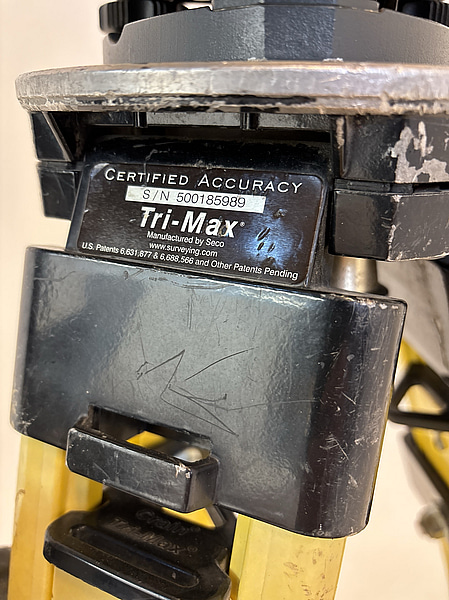 CERTIFIED ACCURACY
S/N 500185989
Tri-Max®
Manufactured by Seco
www.surveying.com
U.S. Patents 6,631,877 & 6,688,566 and Other Patents Pending